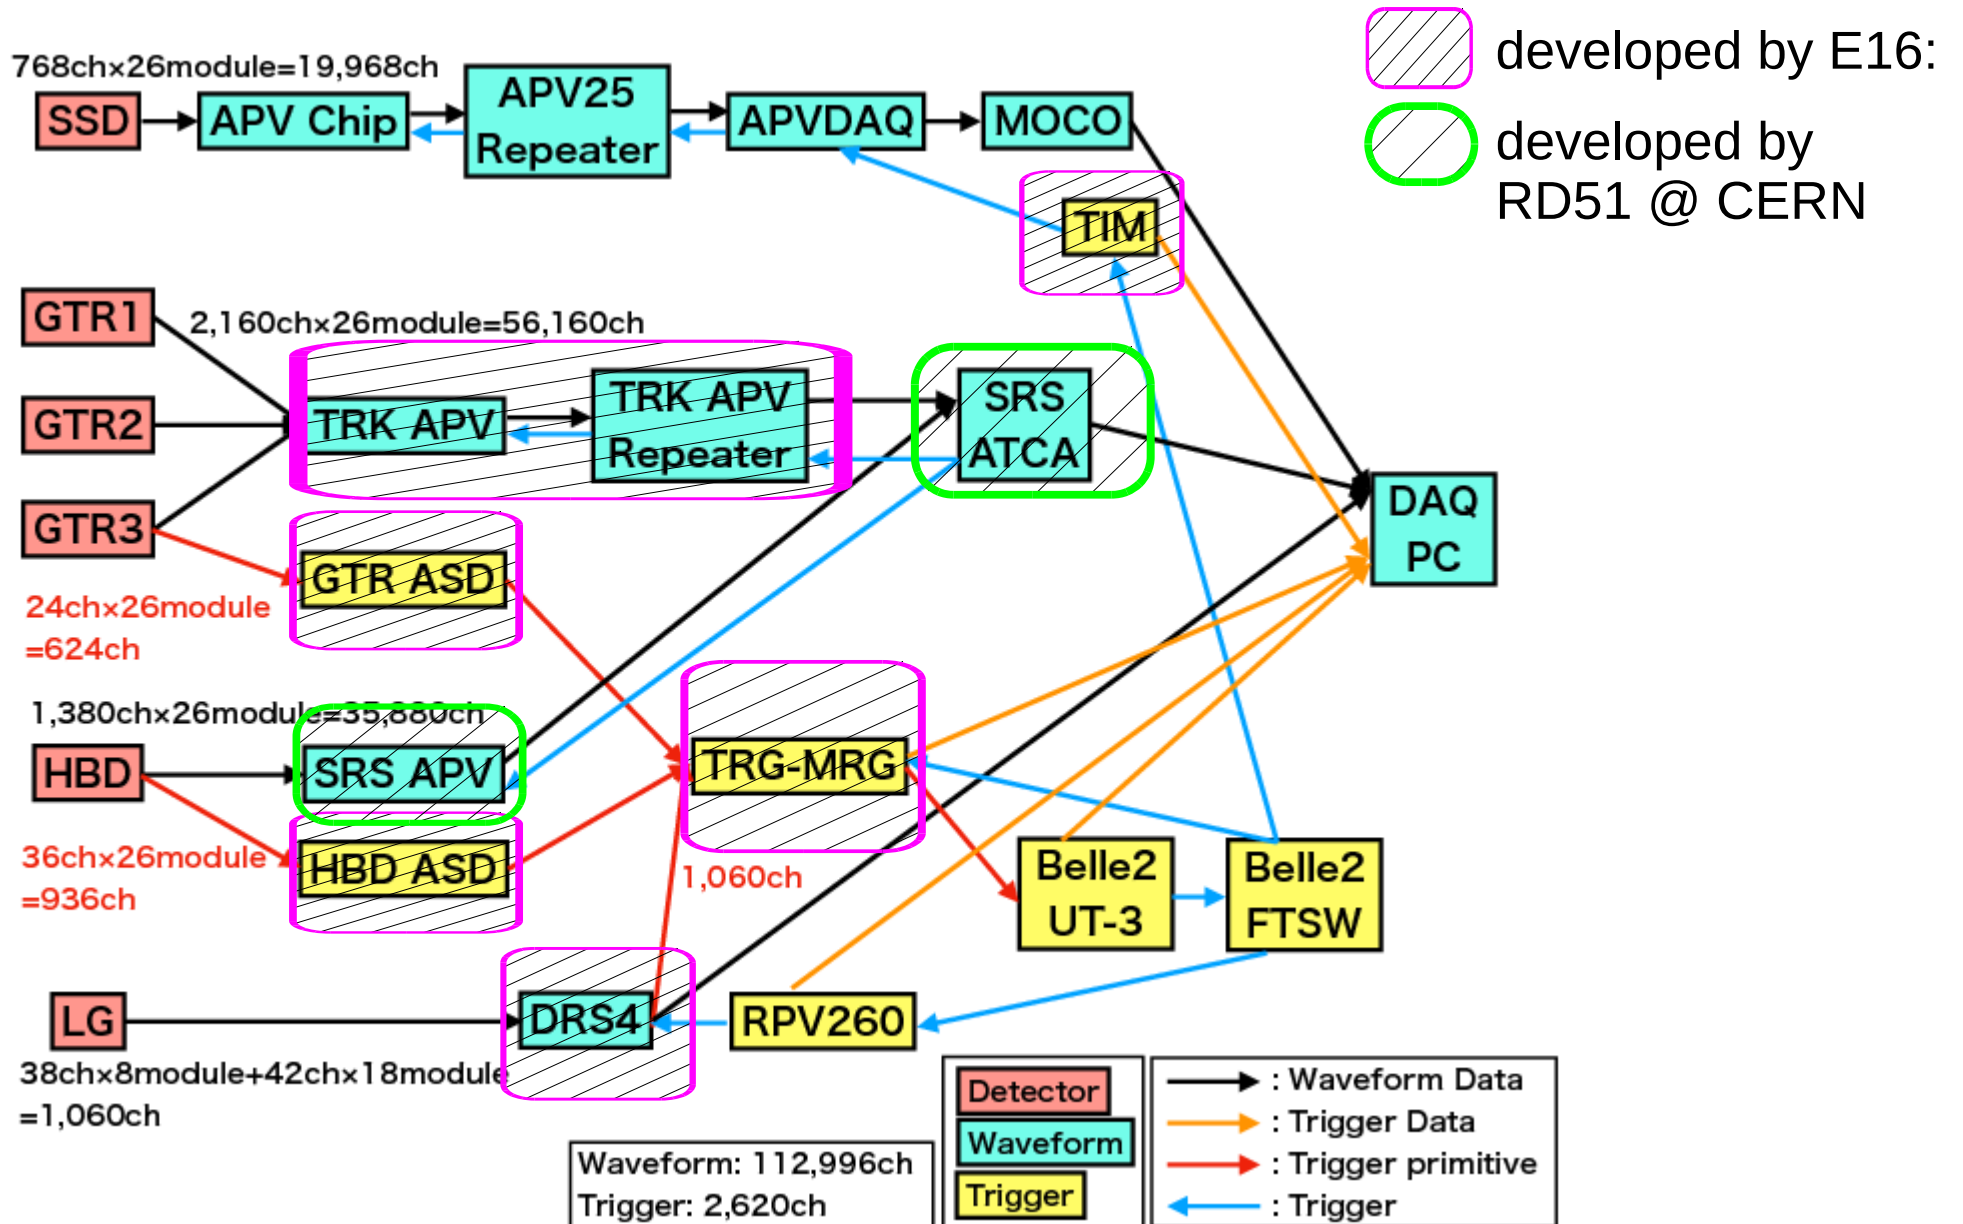 768ch×26module=19,968ch
SSD
APV Chip
APV25
Repeater
APVDAQ
MOCO
developed by E16:
developed by
RD51 @ CERN
TIM
GTR1
2,160ch×26module=56,160ch
GTR2
TRK APV
TRK APV
Repeater
SRS
ATCA
GTR3
DAQ
PC
GTR ASD
24ch×26module
=624ch
1,380ch×26module=35,880ch
HBD
SRS APV
TRG-MRG
36ch×26module
=936ch
HBD ASD
1,060ch
Belle2
UT-3
Belle2
FTSW
LG
DRS4
RPV260
38ch×8module+42ch×18module
=1,060ch
Waveform: 112,996ch
Trigger: 2,620ch
Detector
Waveform
Trigger
: Waveform Data
: Trigger Data
: Trigger primitive
: Trigger